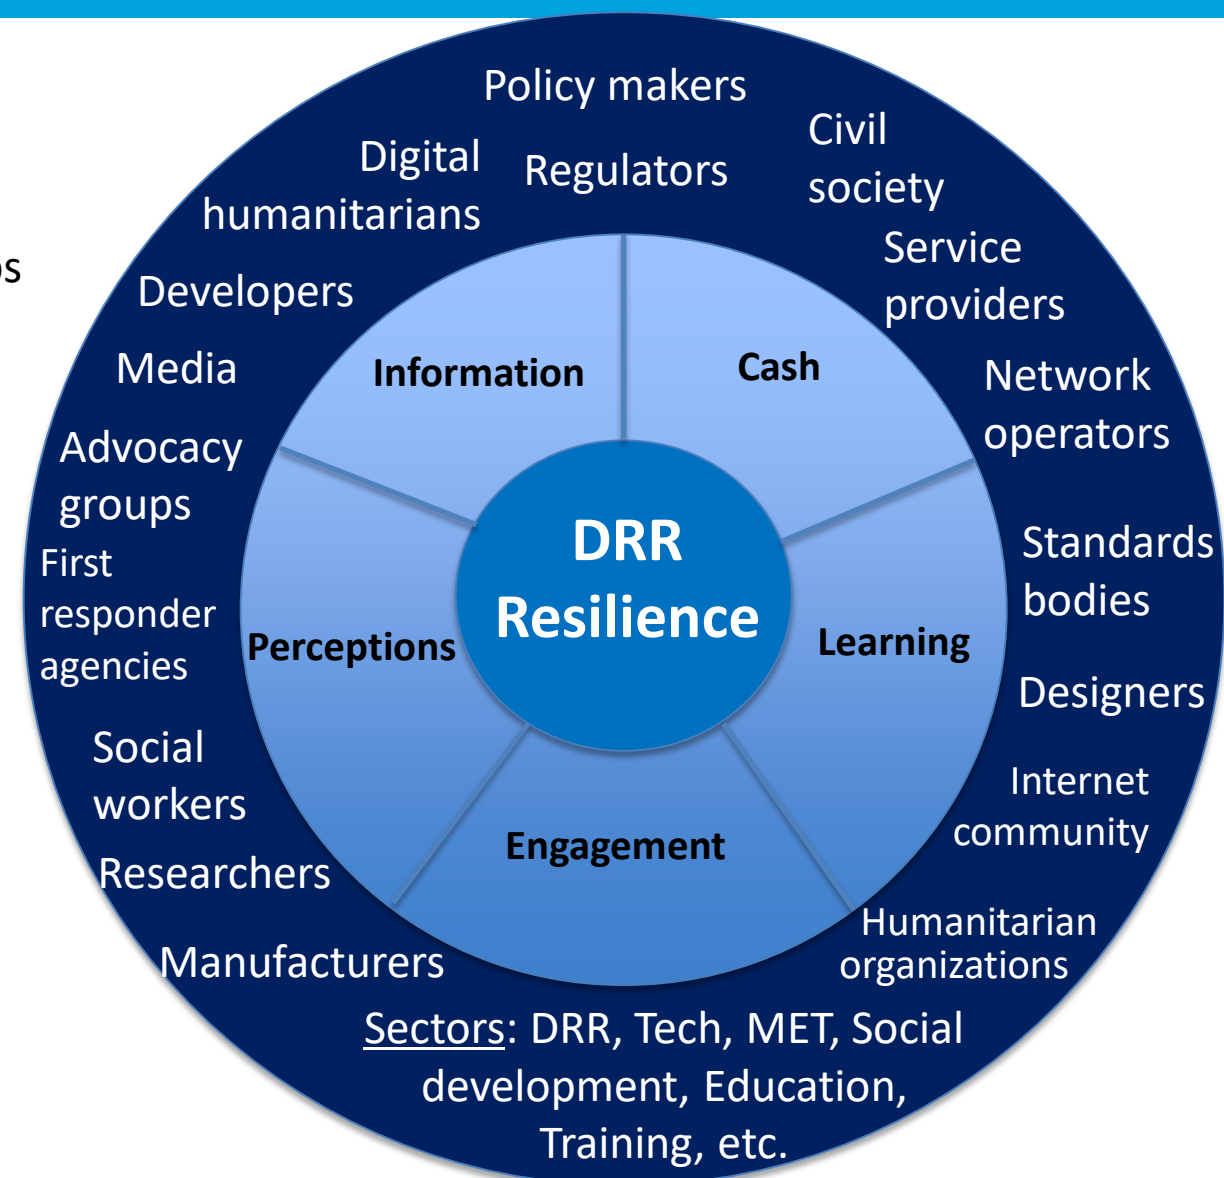 Policy makers
Regulators
Civil
society
Service
providers
Network
operators
Standards
bodies
Designers
Internet
community
Humanitarian
organizations
Sectors: DRR, Tech, MET, Social
development, Education,
Training, etc.
Manufacturers
Researchers
Social
workers
First
responder
agencies
Advocacy
groups
Media
Developers
Digital
humanitarians
Information
Cash
Learning
Engagement
Perceptions
DRR
Resilience